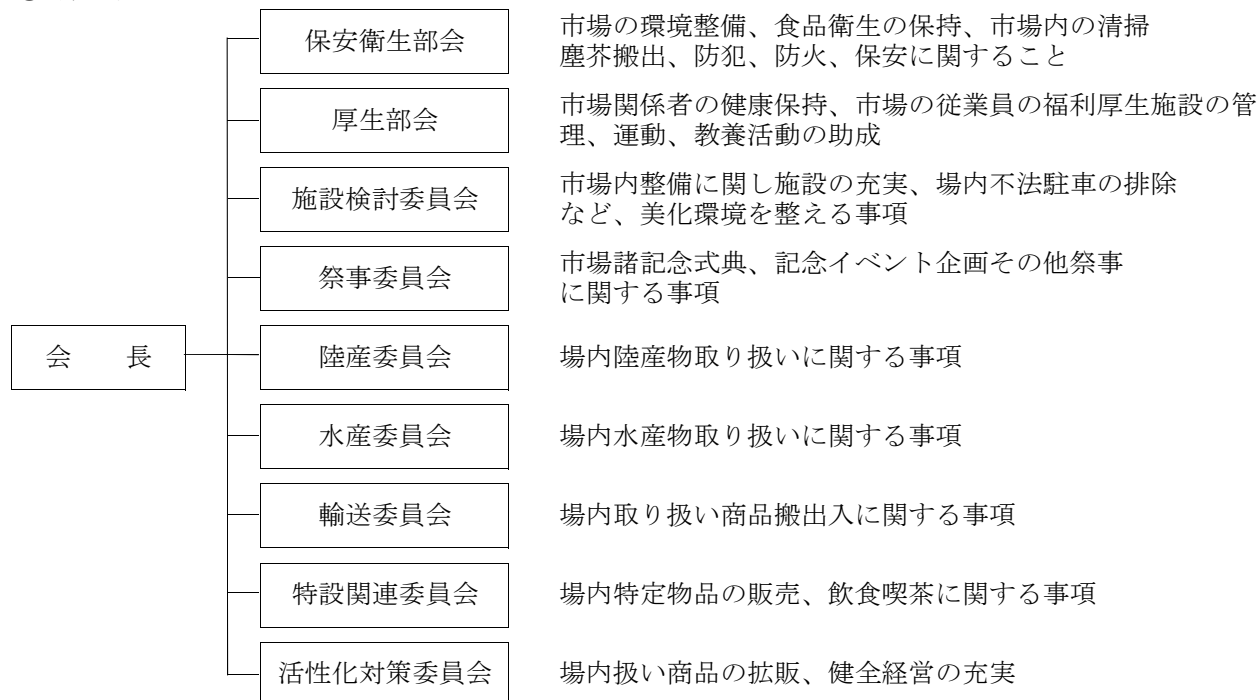 保安衛生部会
市場の環境整備、食品衛生の保持、市場内の清掃
塵芥搬出、防犯、防火、保安に関すること
厚生部会
市場関係者の健康保持、市場の従業員の福利厚生施設の管
理、運動、教養活動の助成
施設検討委員会
市場内整備に関し施設の充実、場内不法駐車の排除
など、美化環境を整える事項
祭事委員会
市場諸記念式典、記念イベント企画その他祭事
に関する事項
会　　長
陸産委員会
場内陸産物取り扱いに関する事項
水産委員会
場内水産物取り扱いに関する事項
輸送委員会
場内取り扱い商品搬出入に関する事項
特設関連委員会
場内特定物品の販売、飲食喫茶に関する事項
活性化対策委員会
場内扱い商品の拡販、健全経営の充実